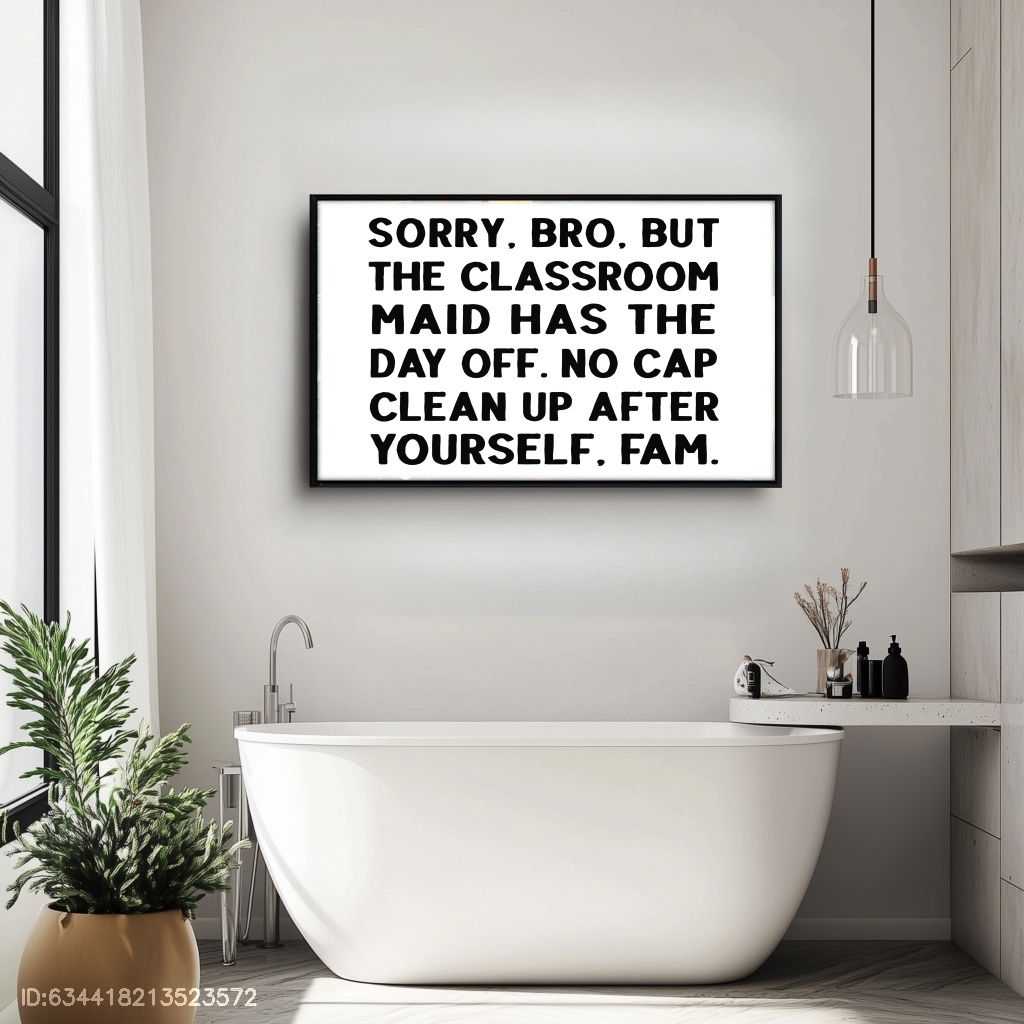 SORRY, BRO, BUT
THE CLASSROOM
MAID HAS THE
DAY OFF. NO CAP
CLEAN UP AFTER
YOURSELF, FAM.
ID:634418213523572